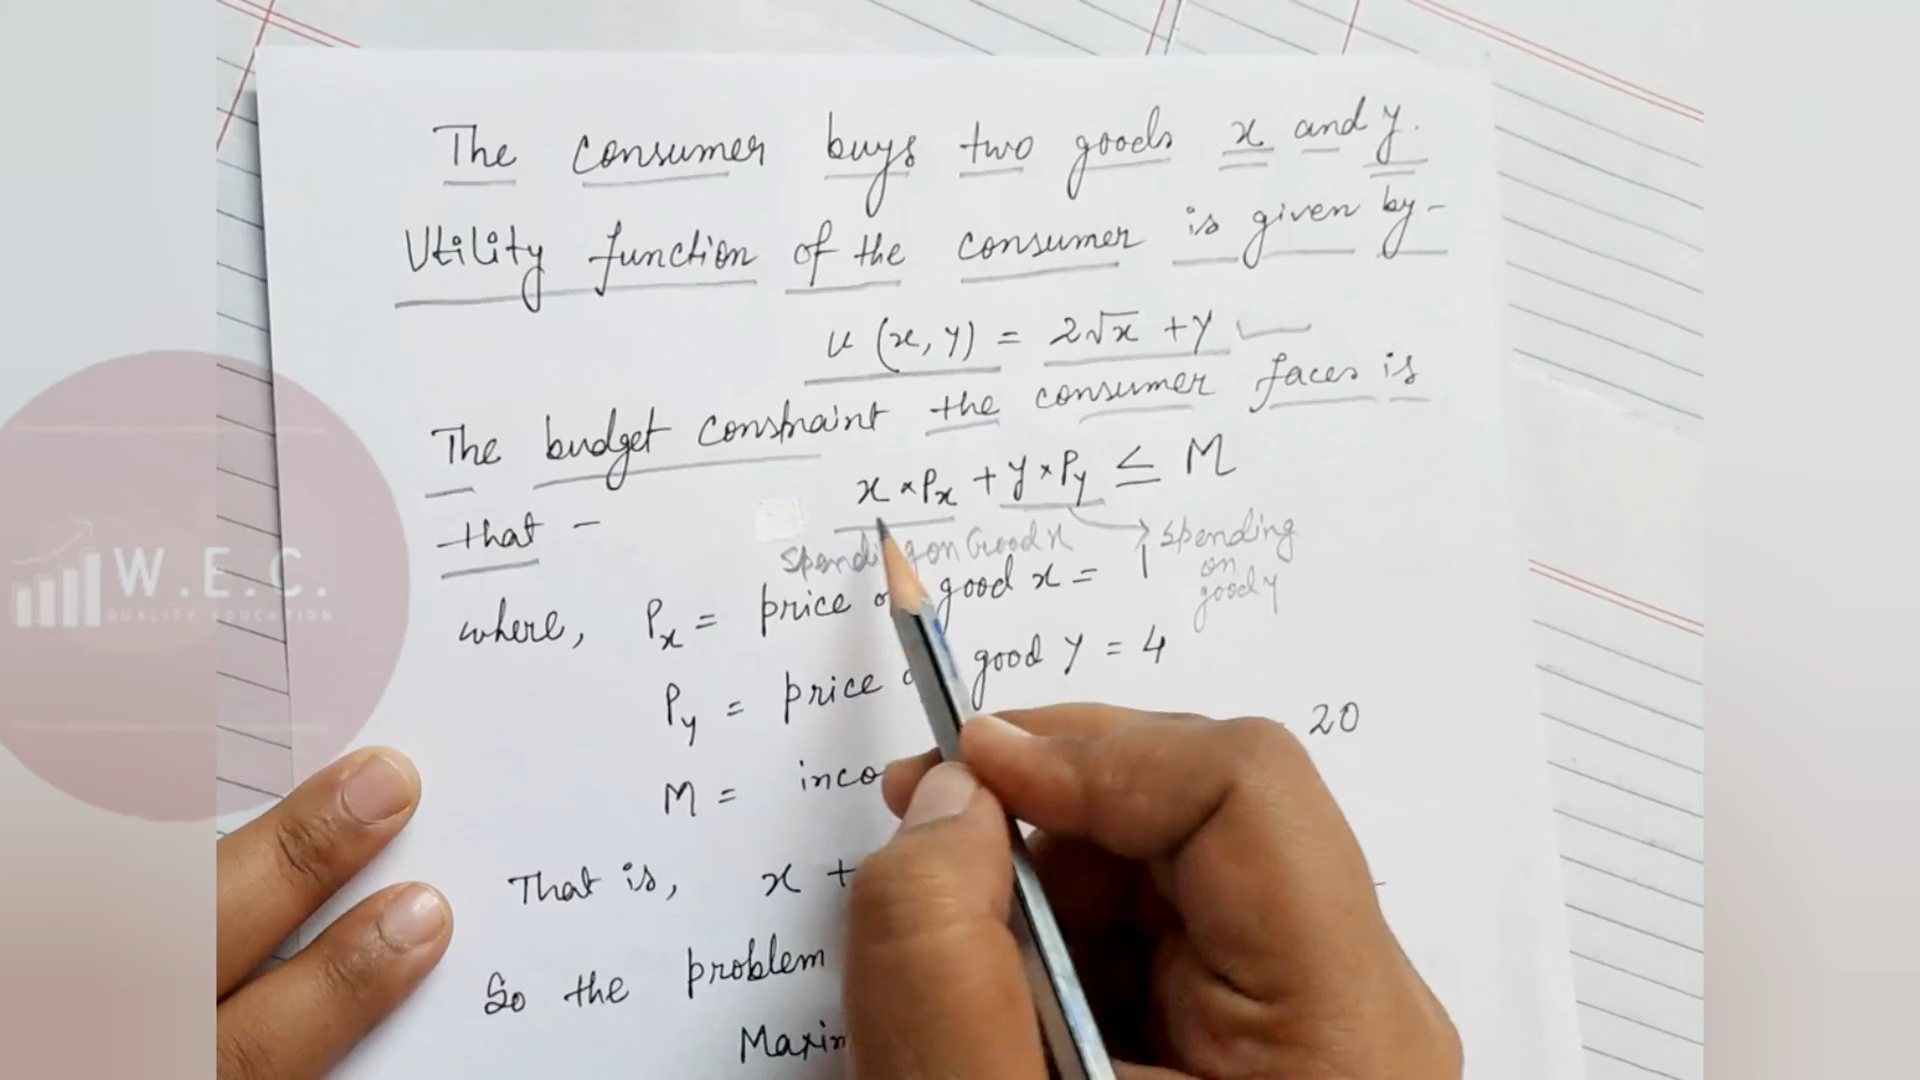 The consumer buys two goods x and y.
Utility function of the consumer is given by -
u (x, y) = 2√x + y
The budget constraint the consumer faces is
that - x × Px + y × Py ≤ M
Spending on Good x
spending
on
good y
where, Px = price good x = 1
Py = price good y = 4
M = 20
That is, x +
So the problem
W.E.C.
QUALITY EDUCATION